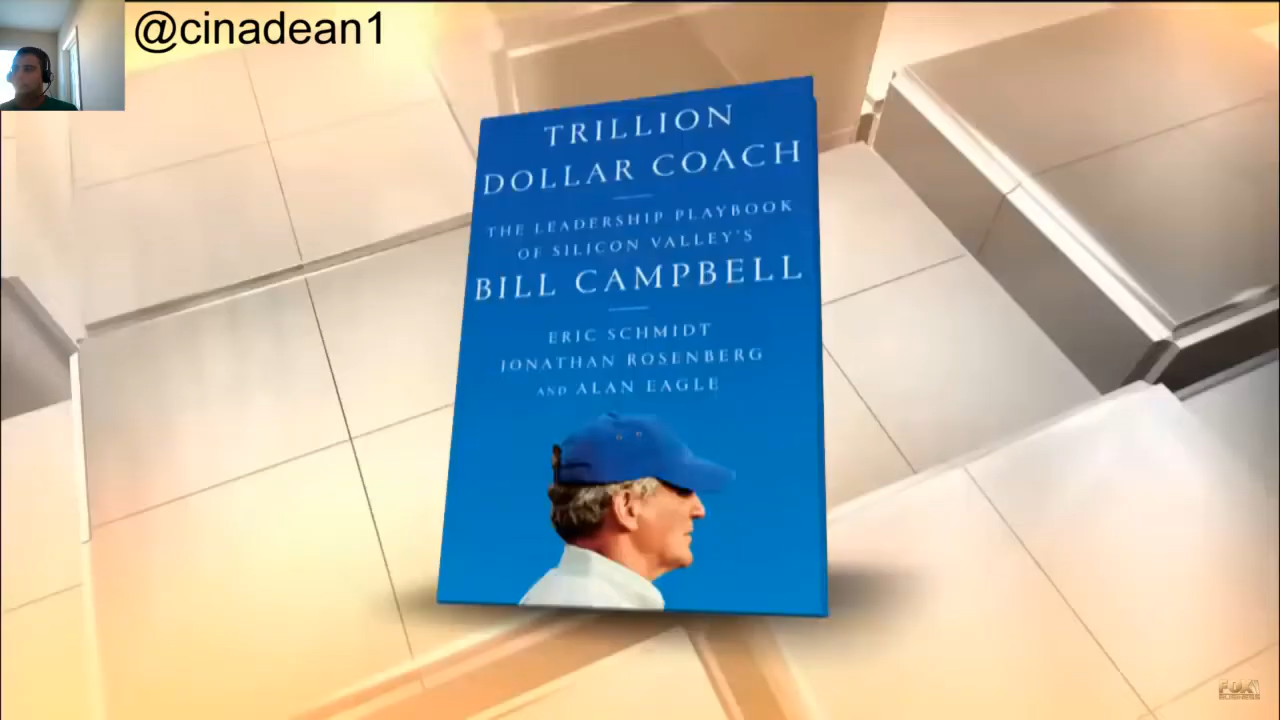 @cinadean1
TRILLION
DOLLAR COACH
THE LEADERSHIP PLAYBOOK
OF SILICON VALLEY'S
BILL CAMPBELL
ERIC SCHMIDT
JONATHAN ROSENBERG
AND ALAN EAGLE
FOX